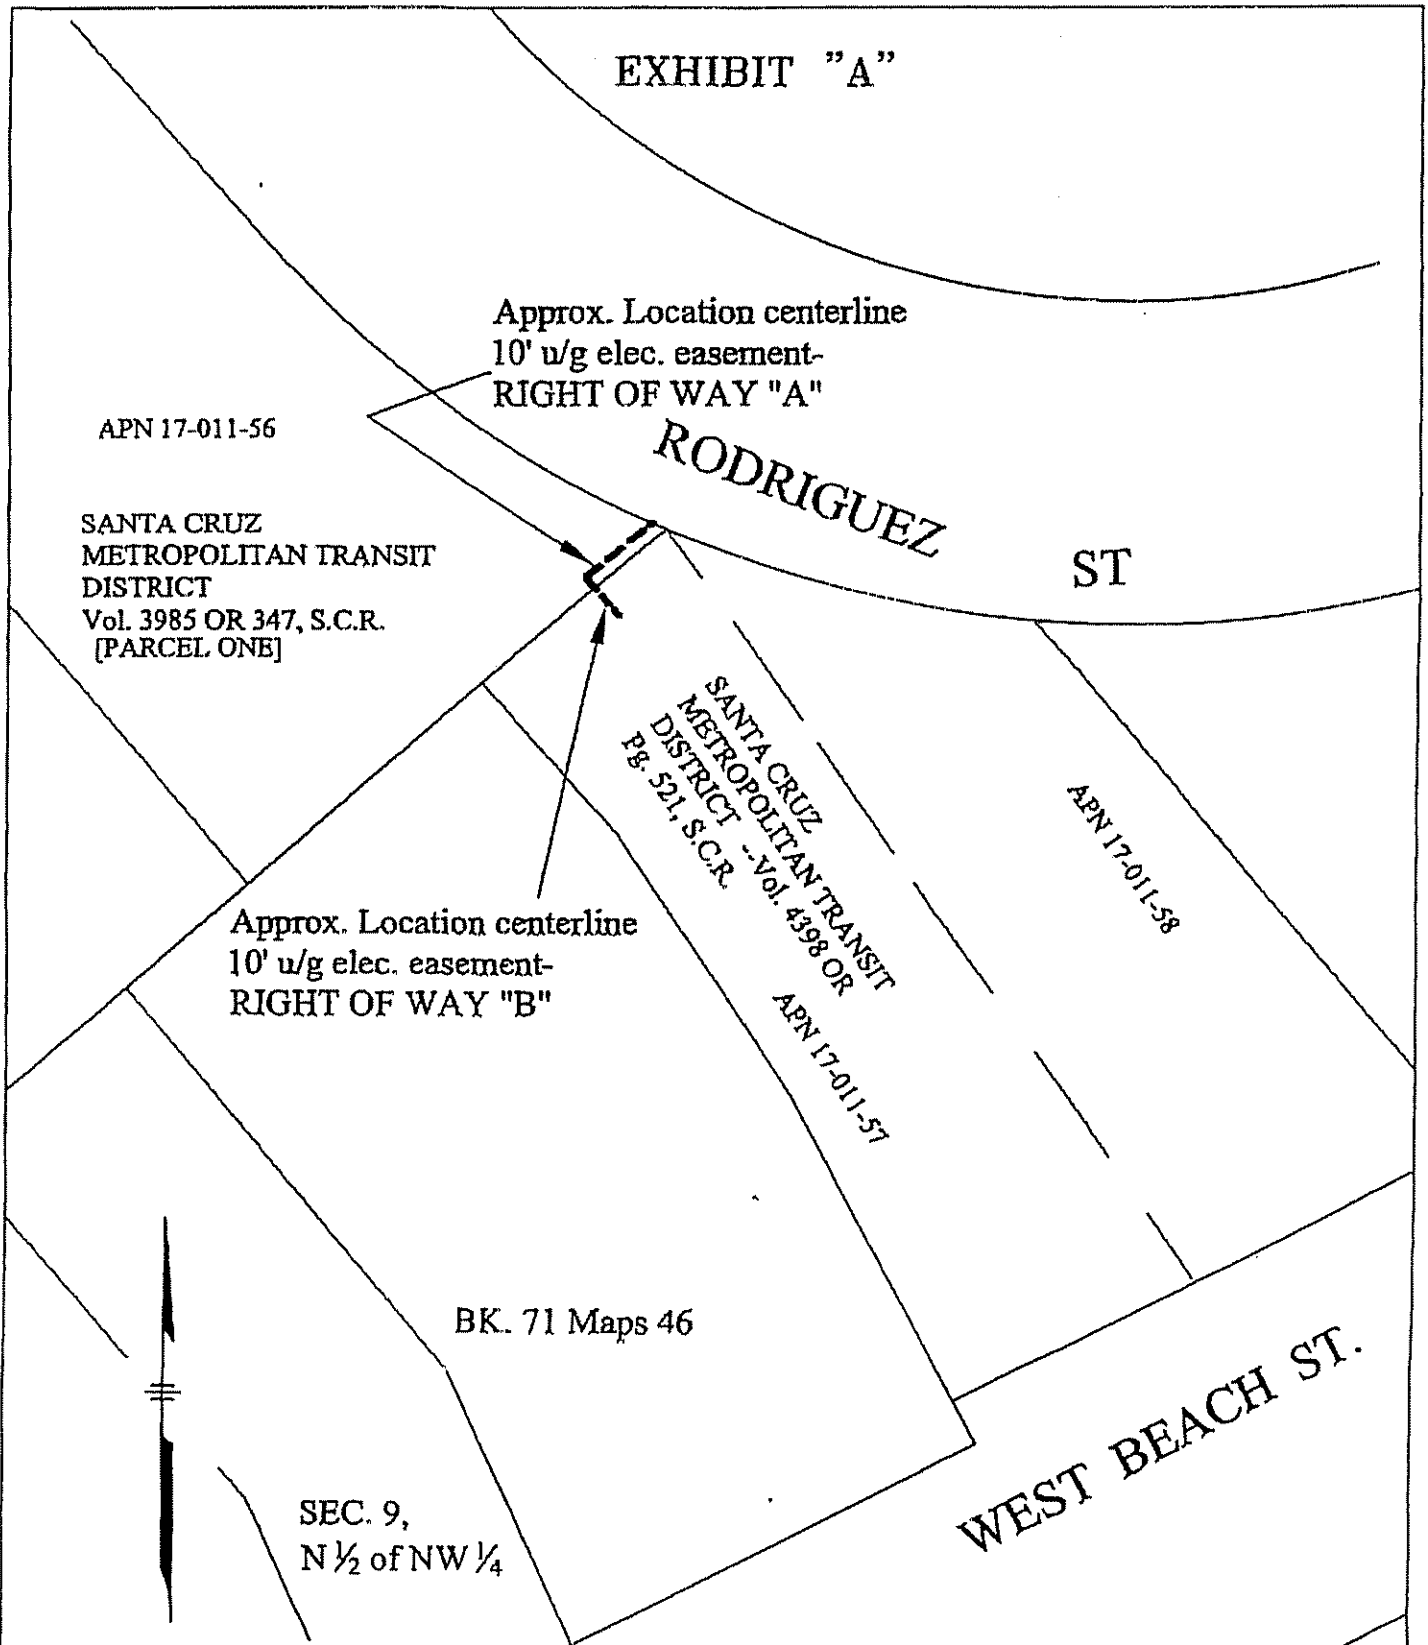 EXHIBIT "A"
Approx. Location centerline
10' u/g elec. easement-
RIGHT OF WAY "A"
APN 17-011-56
RODRIGUEZ ST
SANTA CRUZ
METROPOLITAN TRANSIT
DISTRICT
Vol. 3985 OR 347, S.C.R.
[PARCEL ONE]
SANTA CRUZ
METROPOLITAN TRANSIT
DISTRICT --Vol. 4398 OR
Pg. 521, S.C.R.
APN 17-011-58
Approx. Location centerline
10' u/g elec. easement-
RIGHT OF WAY "B"
APN 17-011-57
BK. 71 Maps 46
WEST BEACH ST.
SEC. 9,
N ½ of NW ¼